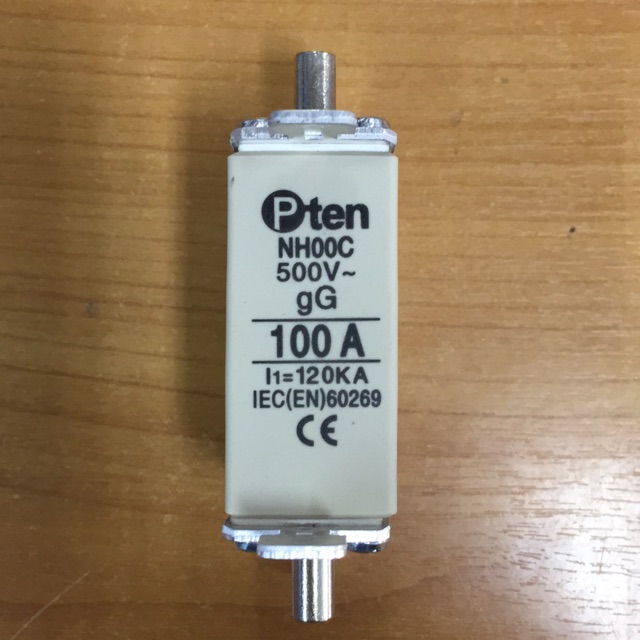 Pten
NH00C
500V~
gG
100 A
I1=120KA
IEC(EN)60269
CE